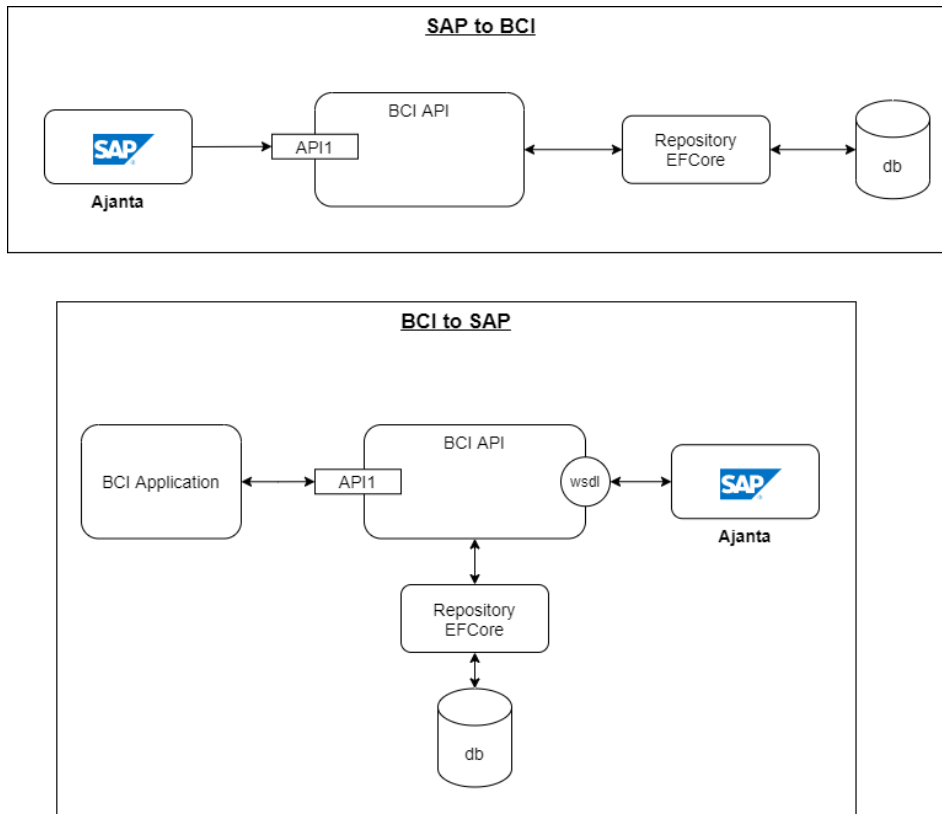 SAP to BCI
BCI API
SAP
API1
Repository
EFCore
db
Ajanta
BCI to SAP
BCI API
BCI Application
API1
wsdl
SAP
Ajanta
Repository
EFCore
db